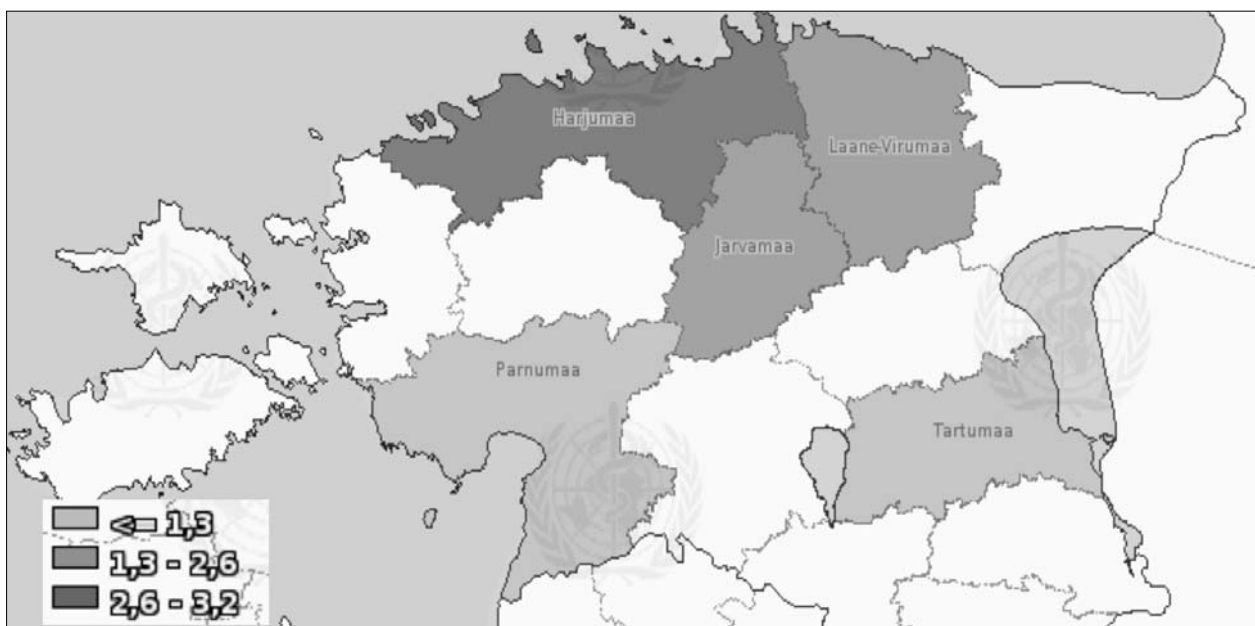 Harjumaa
Laane-Virumaa
Jarvamaa
Parnumaa
Tartumaa
<= 1,3
1,3 - 2,6
2,6 - 3,2